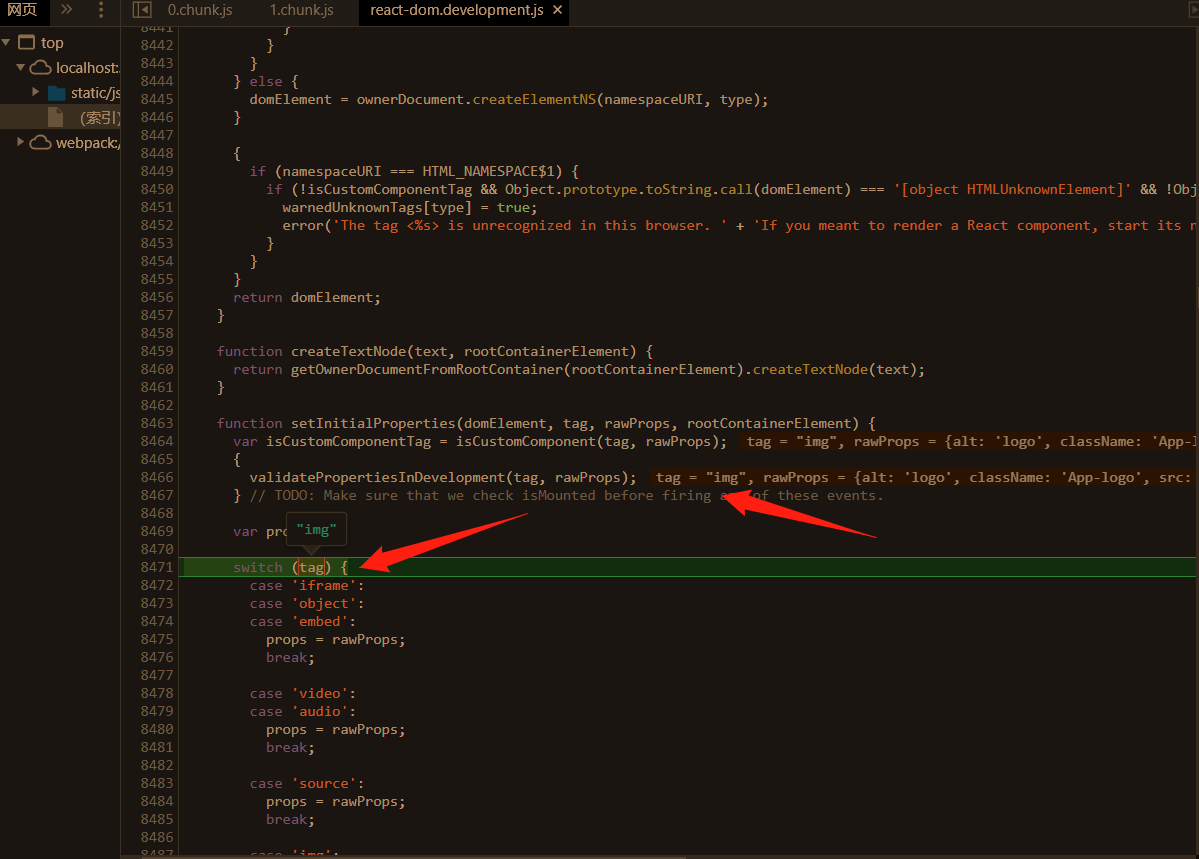 网页
0.chunk.js
1.chunk.js
react-dom.development.js ×
top
localhost:
static/js
(索引)
webpack:/
8441 }
8442 }
8443 }
8444 } else {
8445 domElement = ownerDocument.createElementNS(namespaceURI, type);
8446 }
8447
8448 {
8449 if (namespaceURI === HTML_NAMESPACE$1) {
8450 if (!isCustomComponentTag && Object.prototype.toString.call(domElement) === '[object HTMLUnknownElement]' && !Obj
8451 warnedUnknownTags[type] = true;
8452 error('The tag <%s> is unrecognized in this browser. ' + 'If you meant to render a React component, start its n
8453 }
8454 }
8455 }
8456 return domElement;
8457 }
8458
8459 function createTextNode(text, rootContainerElement) {
8460 return getOwnerDocumentFromRootContainer(rootContainerElement).createTextNode(text);
8461 }
8462
8463 function setInitialProperties(domElement, tag, rawProps, rootContainerElement) {
8464 var isCustomComponentTag = isCustomComponent(tag, rawProps); tag = "img", rawProps = {alt: 'logo', className: 'App-l
8465 {
8466 validatePropertiesInDevelopment(tag, rawProps); tag = "img", rawProps = {alt: 'logo', className: 'App-logo', src:
8467 } // TODO: Make sure that we check isMounted before firing of these events.
8468
8469 var pro
"img"
8470
8471 switch (tag) {
8472 case 'iframe':
8473 case 'object':
8474 case 'embed':
8475 props = rawProps;
8476 break;
8477
8478 case 'video':
8479 case 'audio':
8480 props = rawProps;
8481 break;
8482
8483 case 'source':
8484 props = rawProps;
8485 break;
8486
8487 case 'img':